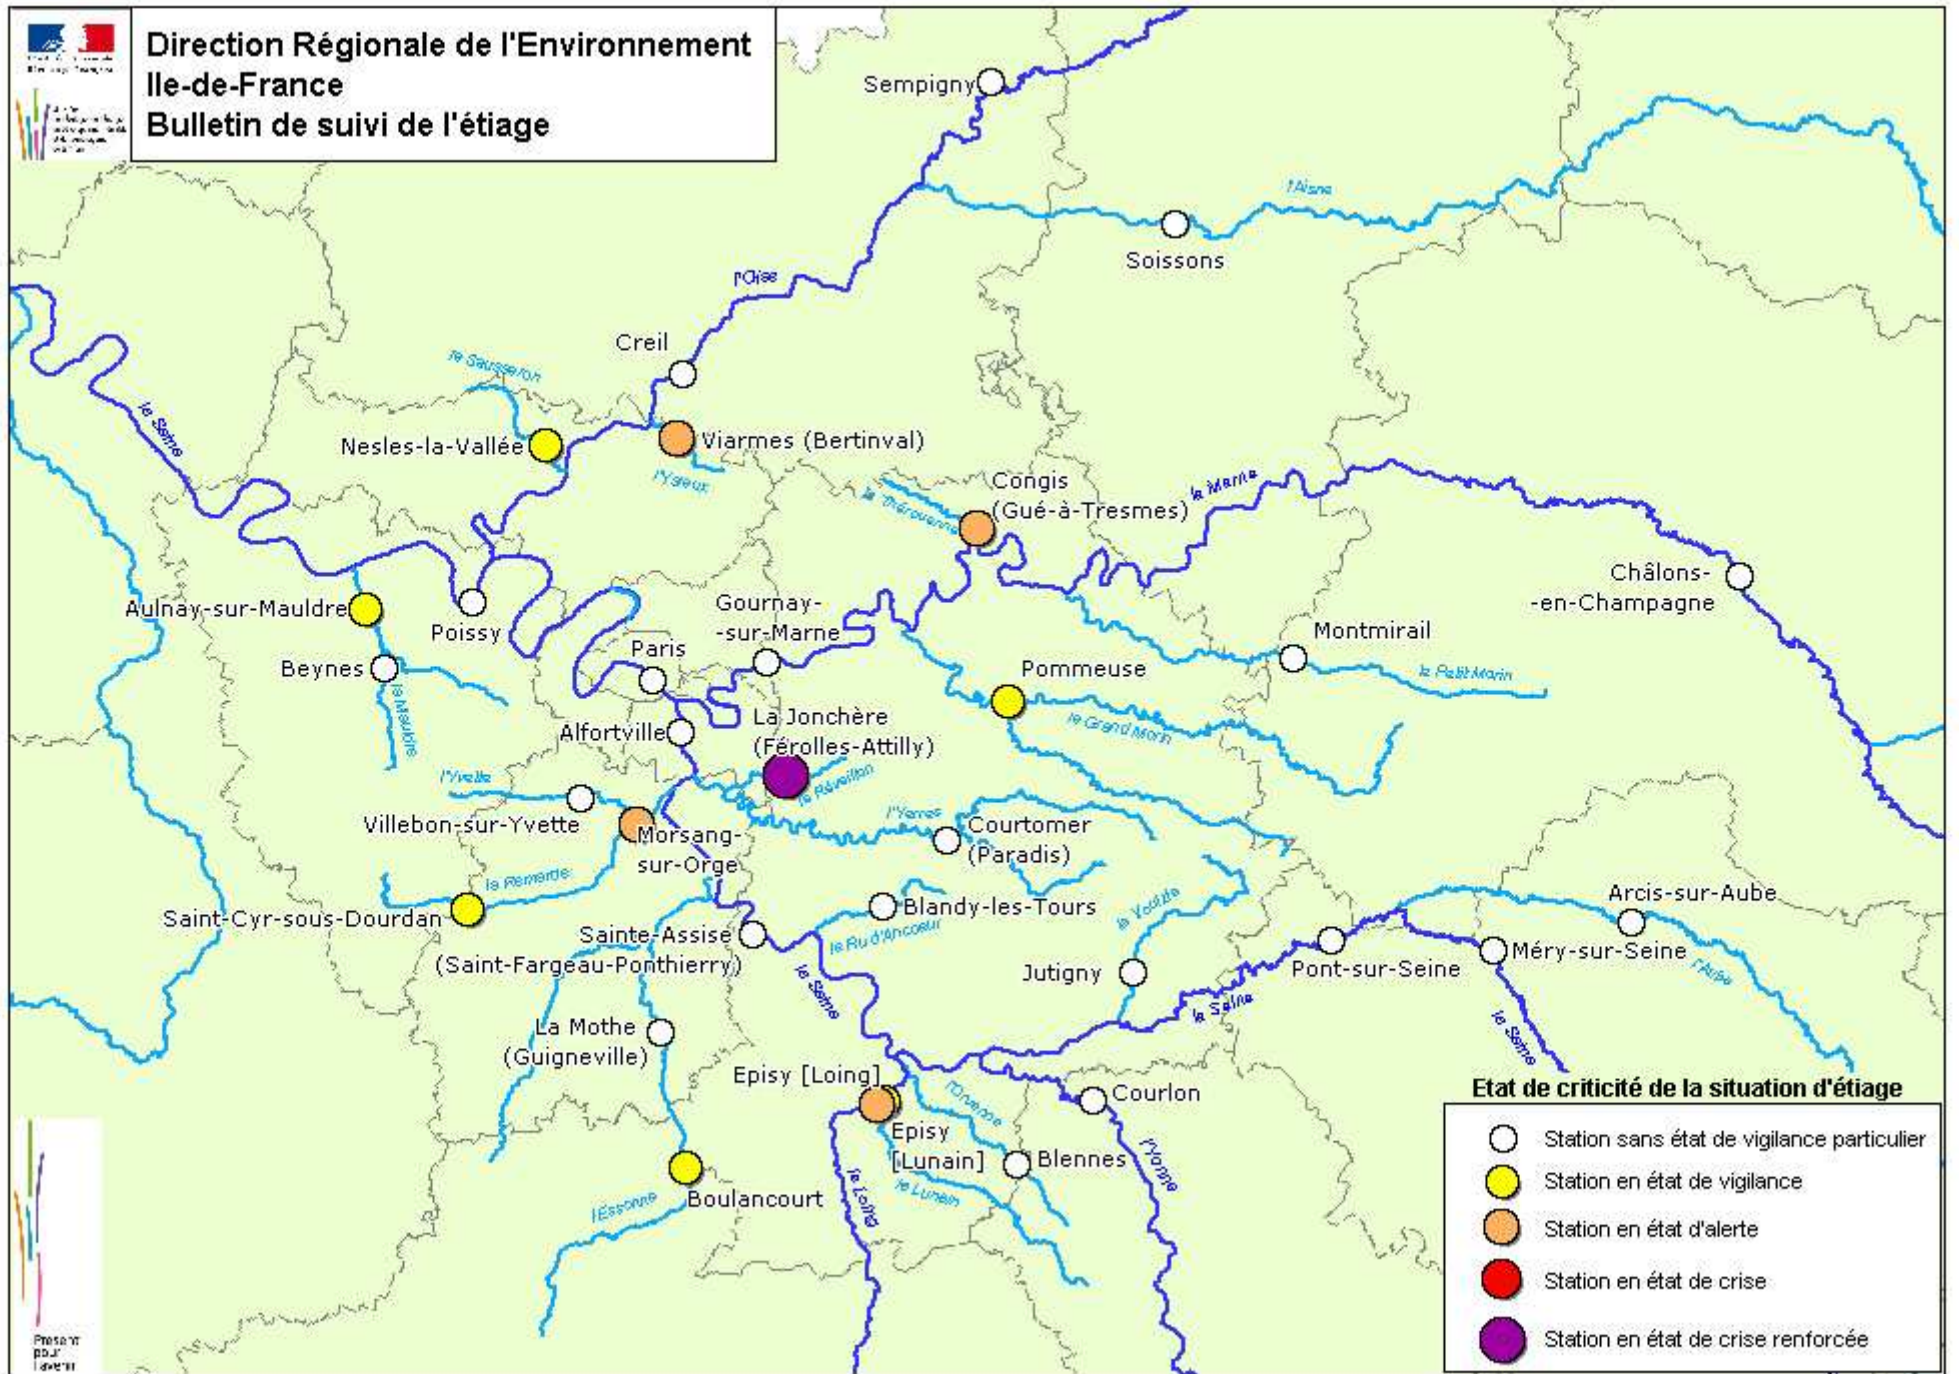 Direction Régionale de l'Environnement
Ile-de-France
Bulletin de suivi de l'étiage
Sempigny
l'Aisne
Soissons
l'Oise
Creil
le Sausseron
la Seine
Nesles-la-Vallée
Viarmes (Bertinval)
l'Ysieux
Congis
(Gué-à-Tresmes)
la Thérouanne
la Marne
Châlons-
-en-Champagne
Aulnay-sur-Mauldre
Poissy
Gournay-
-sur-Marne
Montmirail
Paris
Beynes
Pommeuse
le Petit Morin
la Mauldre
le Grand Morin
Alfortville
La Jonchère
(Férolles-Attilly)
le Réveillon
l'Yvette
Villebon-sur-Yvette
Morsang-
sur-Orge
l'Yerres
Courtomer
(Paradis)
la Remarde
Saint-Cyr-sous-Dourdan
Blandy-les-Tours
le Ru d'Ancoeur
la Voulzie
Arcis-sur-Aube
Sainte-Assise
(Saint-Fargeau-Ponthierry)
la Seine
Jutigny
Pont-sur-Seine
Méry-sur-Seine
l'Aube
la Seine
la Seine
La Mothe
(Guigneville)
Episy [Loing]
l'Orvanne
Courlon
Episy
[Lunain]
Blennes
le Lunain
l'Yonne
le Loing
Boulancourt
l'Essonne
Etat de criticité de la situation d'étiage
Station sans état de vigilance particulier
Station en état de vigilance
Station en état d'alerte
Station en état de crise
Station en état de crise renforcée
Présent
pour
l'avenir